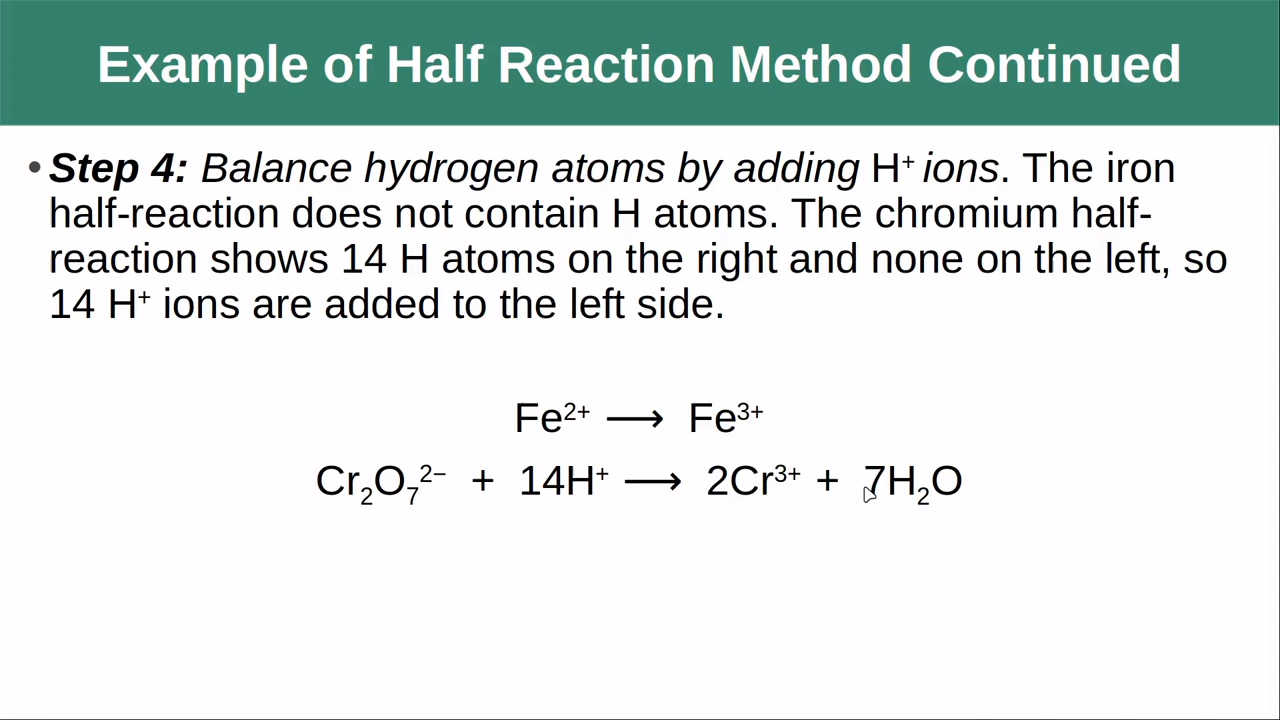 Example of Half Reaction Method Continued
• Step 4: Balance hydrogen atoms by adding H⁺ ions. The iron
half-reaction does not contain H atoms. The chromium half-
reaction shows 14 H atoms on the right and none on the left, so
14 H⁺ ions are added to the left side.
Fe²⁺ ⟶ Fe³⁺
Cr₂O₇²⁻ + 14H⁺ ⟶ 2Cr³⁺ + 7H₂O